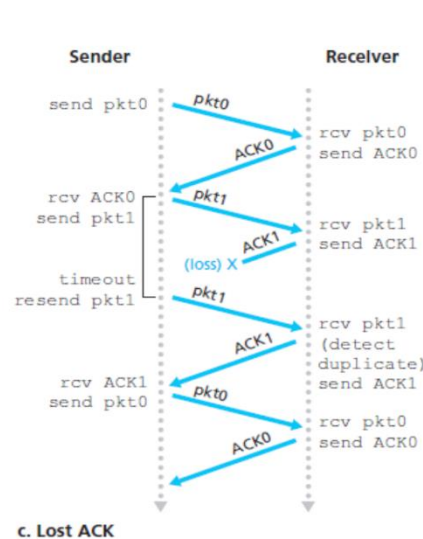 Sender
Receiver
send pkt0
pkt0
rcv pkt0
send ACK0
ACK0
rcv ACK0
send pkt1
pkt1
rcv pkt1
send ACK1
ACK1
(loss) X
timeout
resend pkt1
pkt1
rcv pkt1
(detect
duplicate)
send ACK1
ACK1
rcv ACK1
send pkt0
pkt0
rcv pkt0
send ACK0
ACK0
c. Lost ACK